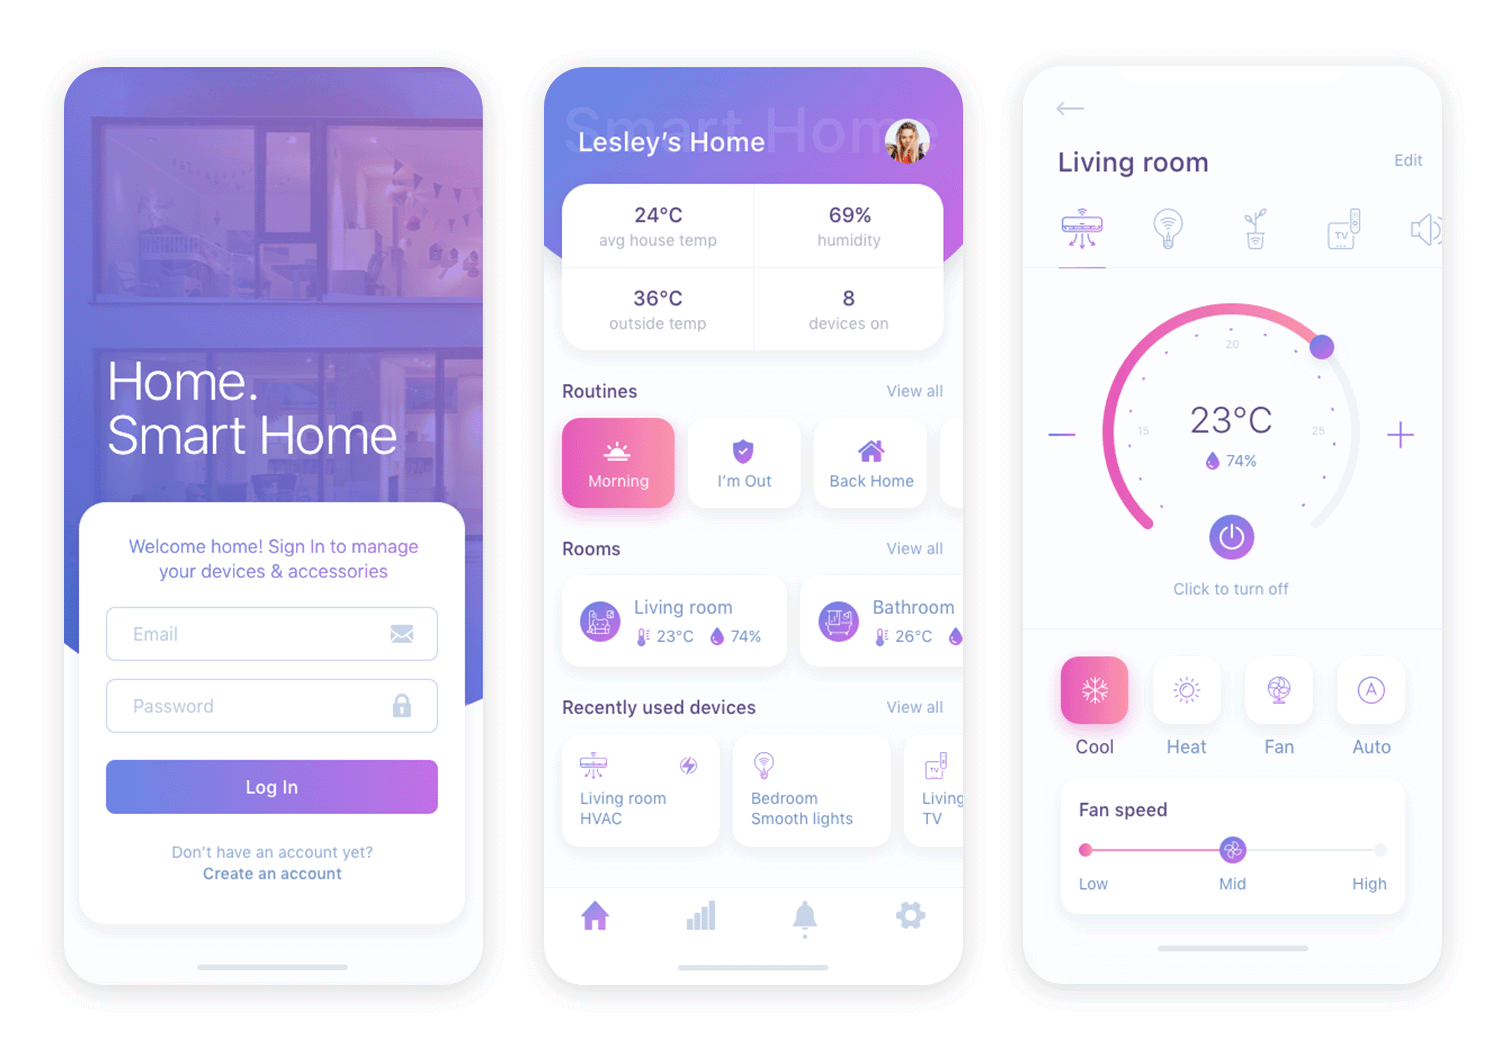 Home.
Smart Home
Welcome home! Sign In to manage
your devices & accessories
Email
Password
Log In
Don't have an account yet?
Create an account
Smart Home
Lesley's Home
24°C
avg house temp
69%
humidity
36°C
outside temp
8
devices on
Routines
View all
Morning
I'm Out
Back Home
Rooms
View all
Living room
23°C
74%
Bathroom
26°C
Recently used devices
View all
Living room
HVAC
Bedroom
Smooth lights
TV
Living
TV
Living room
Edit
TV
20
15
25
23°C
74%
Click to turn off
A
Cool
Heat
Fan
Auto
Fan speed
Low
Mid
High